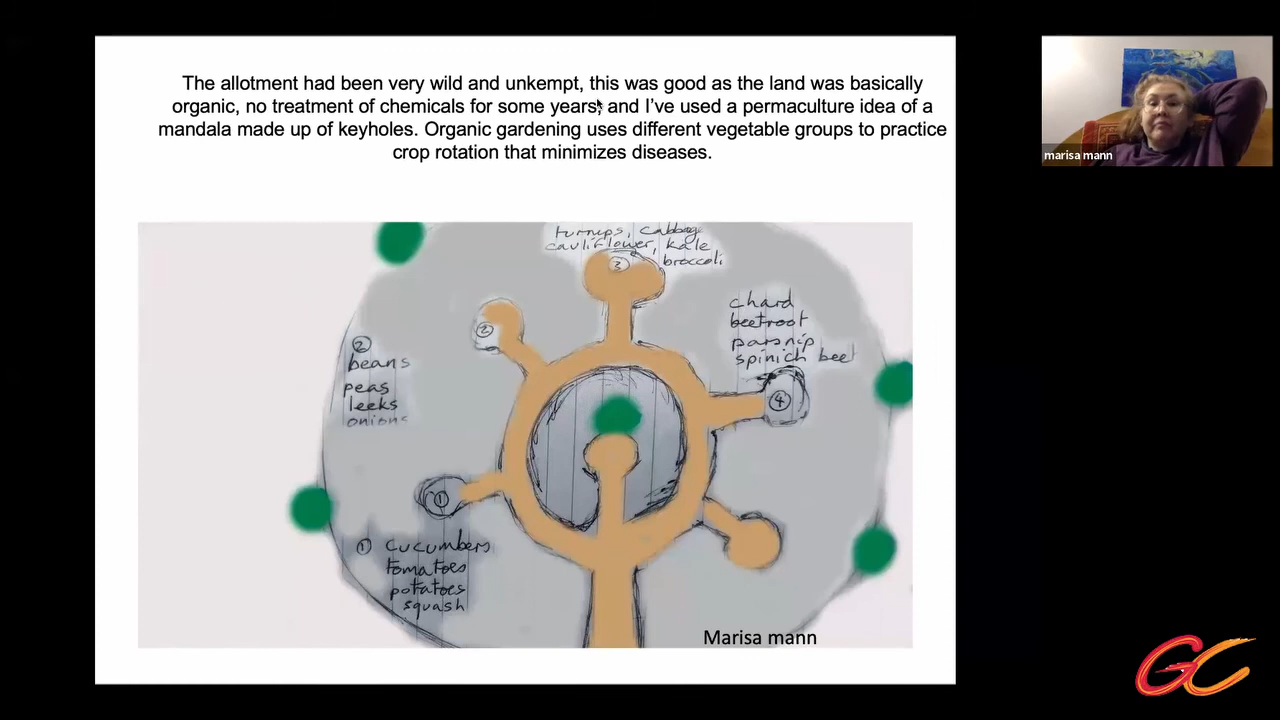 The allotment had been very wild and unkempt, this was good as the land was basically
organic, no treatment of chemicals for some years, and I've used a permaculture idea of a
mandala made up of keyholes. Organic gardening uses different vegetable groups to practice
crop rotation that minimizes diseases.
marisa mann
turnips, cabbag
cauliflower, kale
broccoli
3
chard
beetroot
parsnip
spinich beet
4
2
2
beans
peas
leeks
onions
1
1 cucumbers
tomatoes
potatoes
squash
Marisa mann
GC